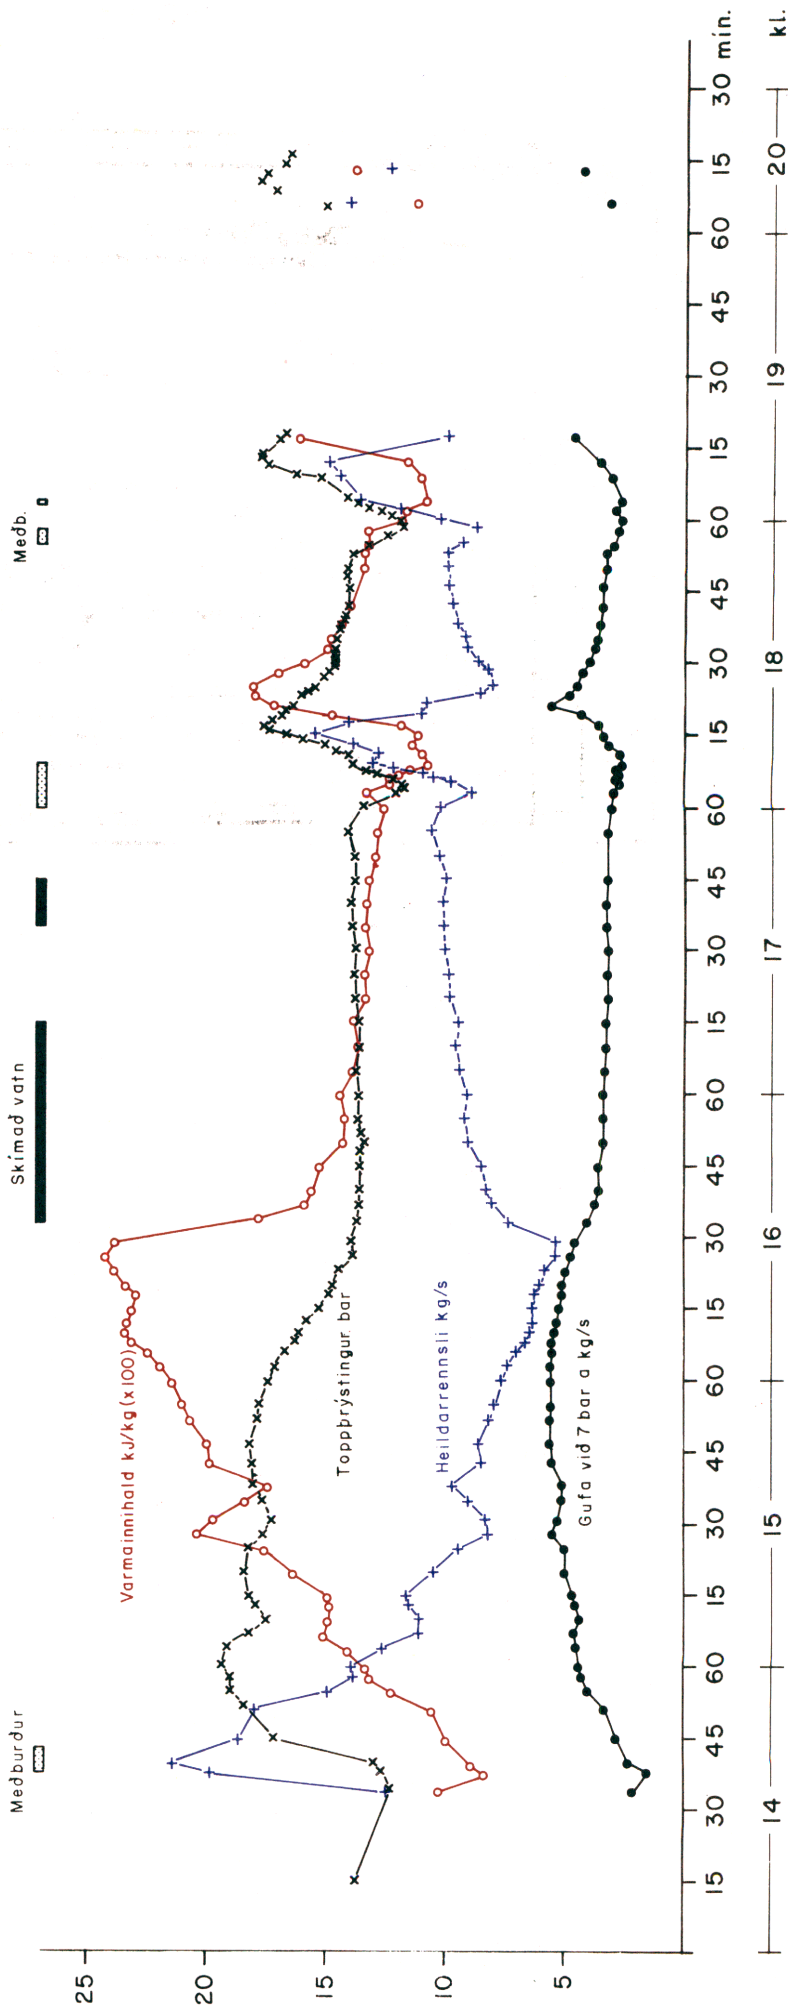 Meðburður
Skímað vatn
Meðb.
Varmainnihald kJ/kg (x100)
Toppþrýstingur bar
Heildarrennsli kg/s
Gufa við 7 bar a kg/s
25
20
15
10
5
15 30 45 60 15 30 45 60 15 30 45 60 15 30 45 60 15 30 45 60 15 30 45 60 15 30 min.
14 15 16 17 18 19 20 kl.